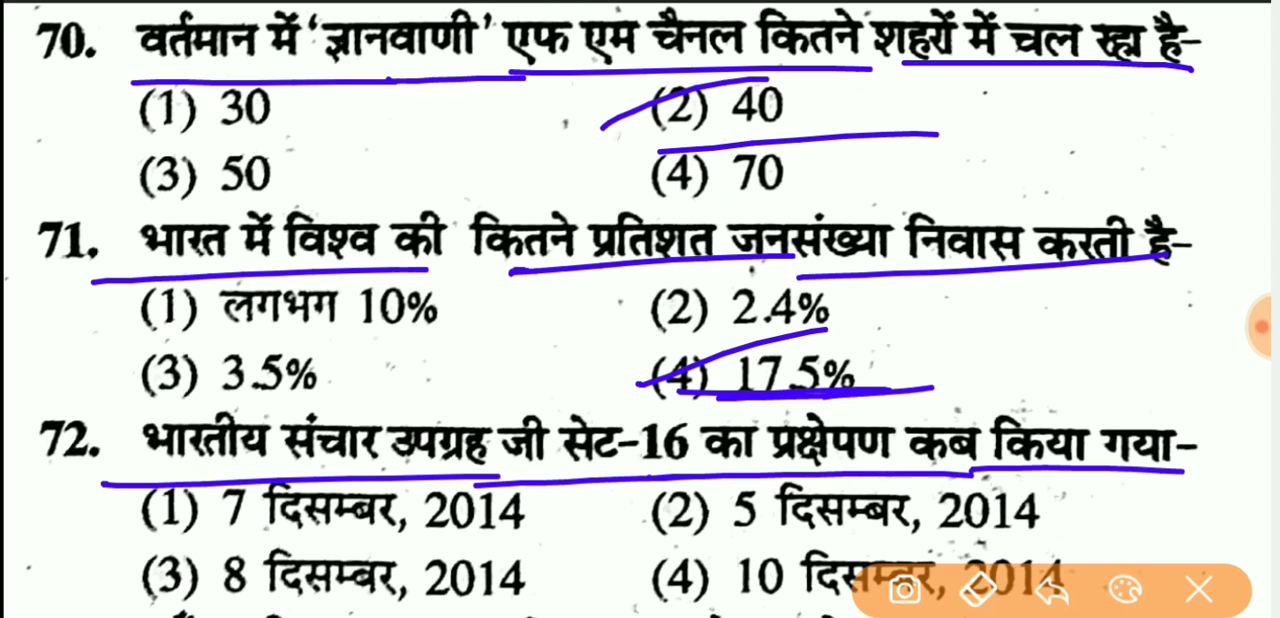 70. वर्तमान में 'ज्ञानवाणी' एफ एम चैनल कितने शहरों में चल रहा है-
(1) 30 (2) 40
(3) 50 (4) 70
71. भारत में विश्व की कितने प्रतिशत जनसंख्या निवास करती है-
(1) लगभग 10% (2) 2.4%
(3) 3.5% (4) 17.5%
72. भारतीय संचार उपग्रह जी सेट-16 का प्रक्षेपण कब किया गया-
(1) 7 दिसम्बर, 2014 (2) 5 दिसम्बर, 2014
(3) 8 दिसम्बर, 2014 (4) 10 दिसम्बर, 2014